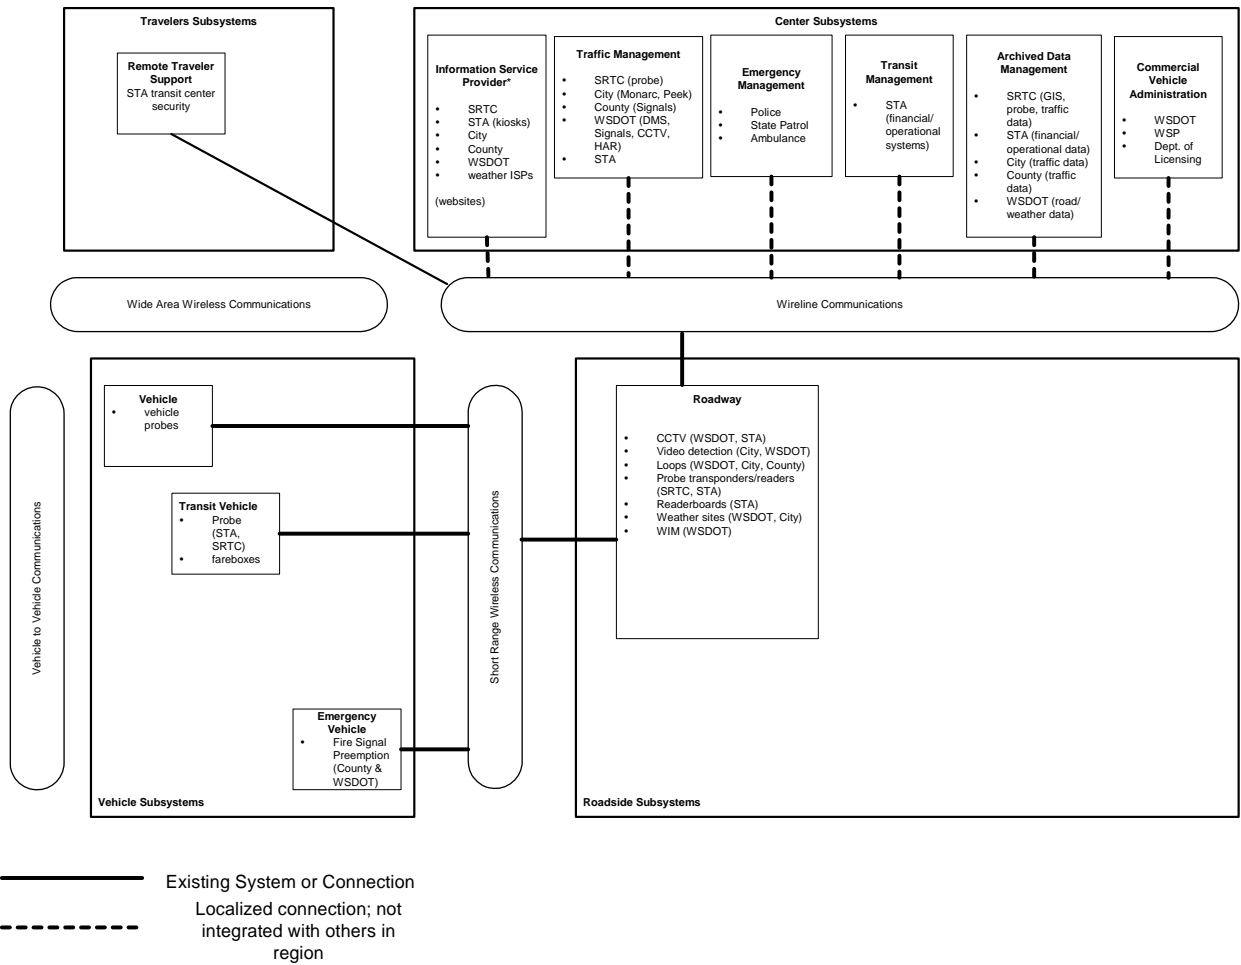 Travelers Subsystems
Remote Traveler
Support
STA transit center
security
Center Subsystems
Information Service
Provider*
• SRTC
• STA (kiosks)
• City
• County
• WSDOT
• weather ISPs
(websites)
Traffic Management
• SRTC (probe)
• City (Monarc, Peek)
• County (Signals)
• WSDOT (DMS,
Signals, CCTV,
HAR)
• STA
Emergency
Management
• Police
• State Patrol
• Ambulance
Transit
Management
• STA
(financial/
operational
systems)
Archived Data
Management
• SRTC (GIS,
probe, traffic
data)
• STA (financial/
operational data)
• City (traffic data)
• County (traffic
data)
• WSDOT (road/
weather data)
Commercial
Vehicle
Administration
• WSDOT
• WSP
• Dept. of
Licensing
Wide Area Wireless Communications
Wireline Communications
Vehicle to Vehicle Communications
Vehicle
• vehicle
probes
Transit Vehicle
• Probe
(STA,
SRTC)
• fareboxes
Emergency
Vehicle
• Fire Signal
Preemption
(County &
WSDOT)
Vehicle Subsystems
Short Range Wireless Communications
Roadway
• CCTV (WSDOT, STA)
• Video detection (City, WSDOT)
• Loops (WSDOT, City, County)
• Probe transponders/readers
(SRTC, STA)
• Readerboards (STA)
• Weather sites (WSDOT, City)
• WIM (WSDOT)
Roadside Subsystems
Existing System or Connection
Localized connection; not
integrated with others in
region